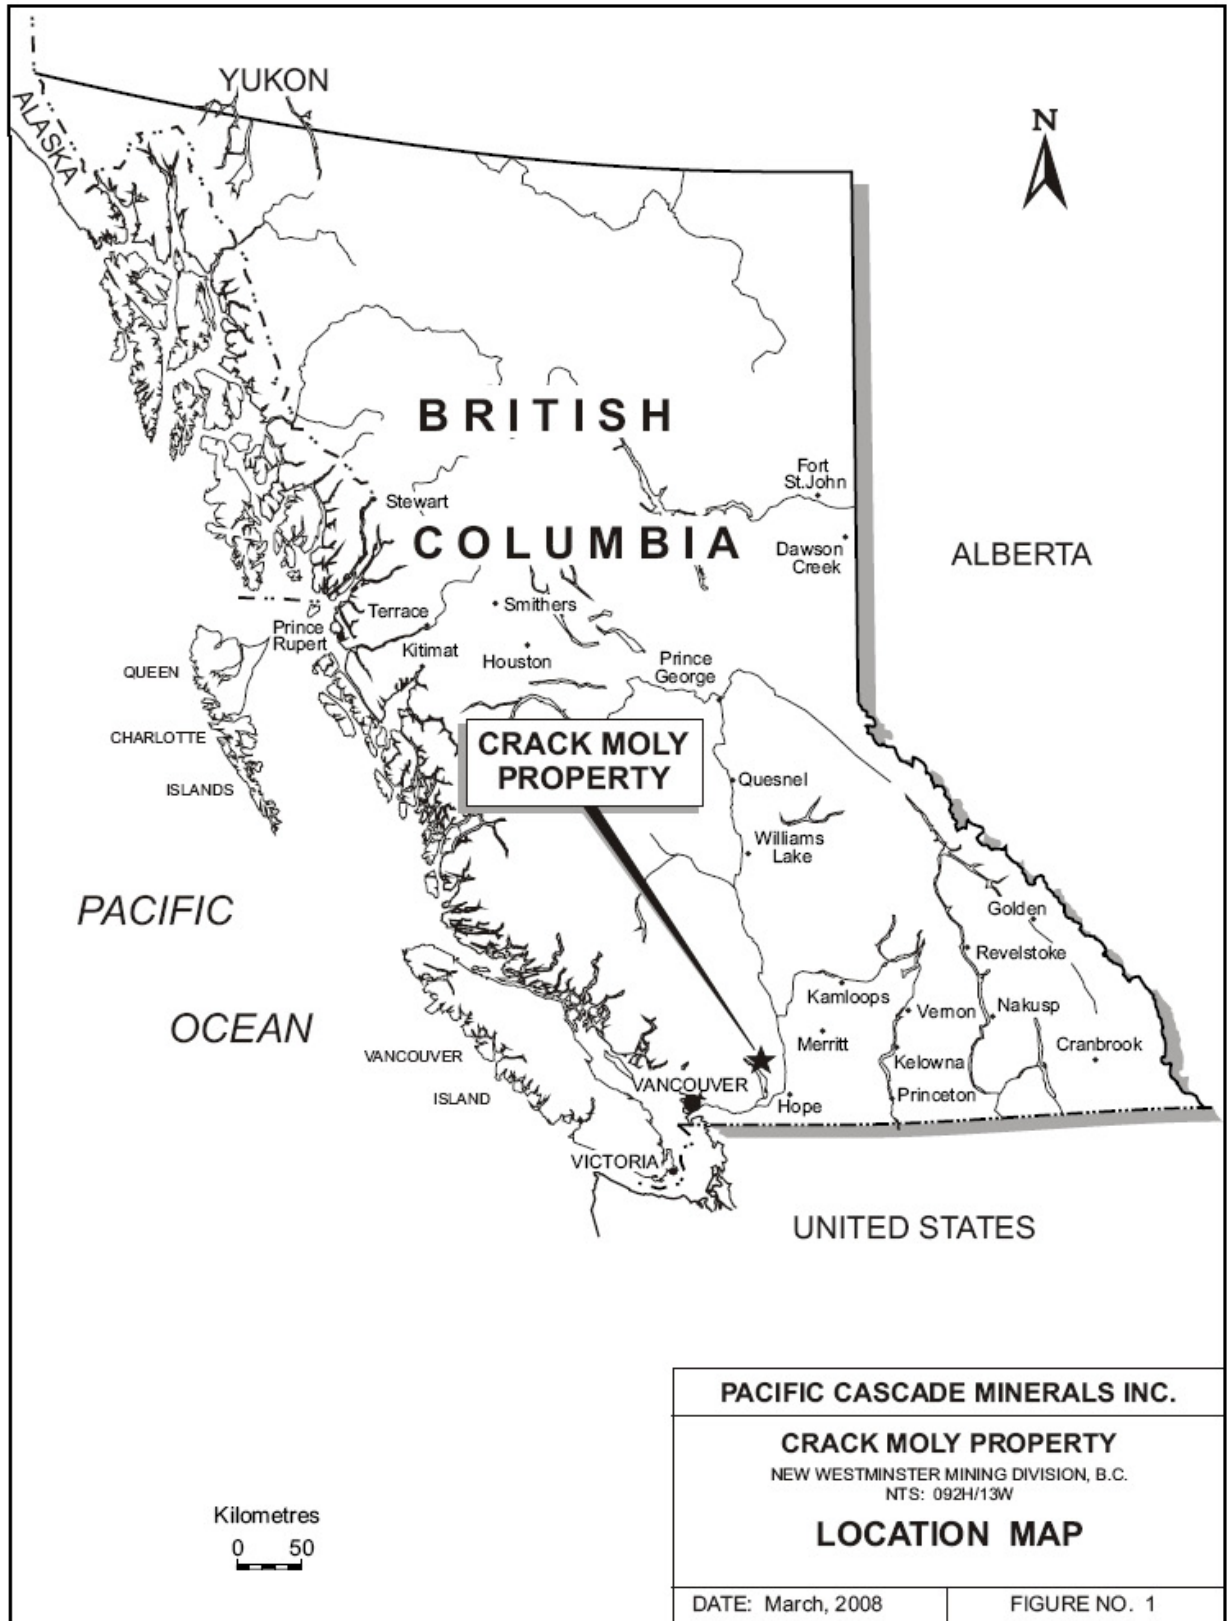 YUKON
ALASKA
N
BRITISH
Fort
St.John
Stewart
COLUMBIA
Dawson
Creek
ALBERTA
Smithers
Terrace
Prince
Rupert
Kitimat
Houston
Prince
George
QUEEN
CHARLOTTE
ISLANDS
CRACK MOLY
PROPERTY
Quesnel
Williams
Lake
PACIFIC
OCEAN
Golden
Revelstoke
Kamloops
Vernon
Nakusp
Merritt
Cranbrook
Kelowna
VANCOUVER
ISLAND
VANCOUVER
Princeton
Hope
VICTORIA
UNITED STATES
PACIFIC CASCADE MINERALS INC.
CRACK MOLY PROPERTY
NEW WESTMINSTER MINING DIVISION, B.C.
NTS: 092H/13W
LOCATION MAP
Kilometres
0 50
DATE: March, 2008
FIGURE NO. 1